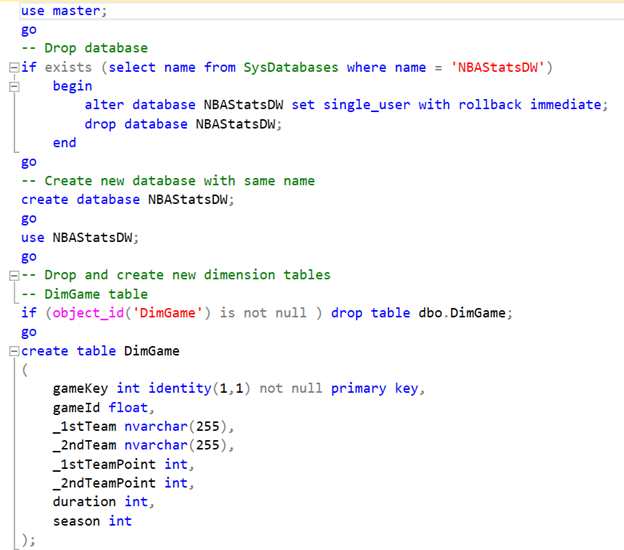 use master;
go
-- Drop database
if exists (select name from SysDatabases where name = 'NBAStatsDW')
    begin
        alter database NBAStatsDW set single_user with rollback immediate;
        drop database NBAStatsDW;
    end
go
-- Create new database with same name
create database NBAStatsDW;
go
use NBAStatsDW;
go
-- Drop and create new dimension tables
-- DimGame table
if (object_id('DimGame') is not null ) drop table dbo.DimGame;
go
create table DimGame
(
    gameKey int identity(1,1) not null primary key,
    gameId float,
    _1stTeam nvarchar(255),
    _2ndTeam nvarchar(255),
    _1stTeamPoint int,
    _2ndTeamPoint int,
    duration int,
    season int
);